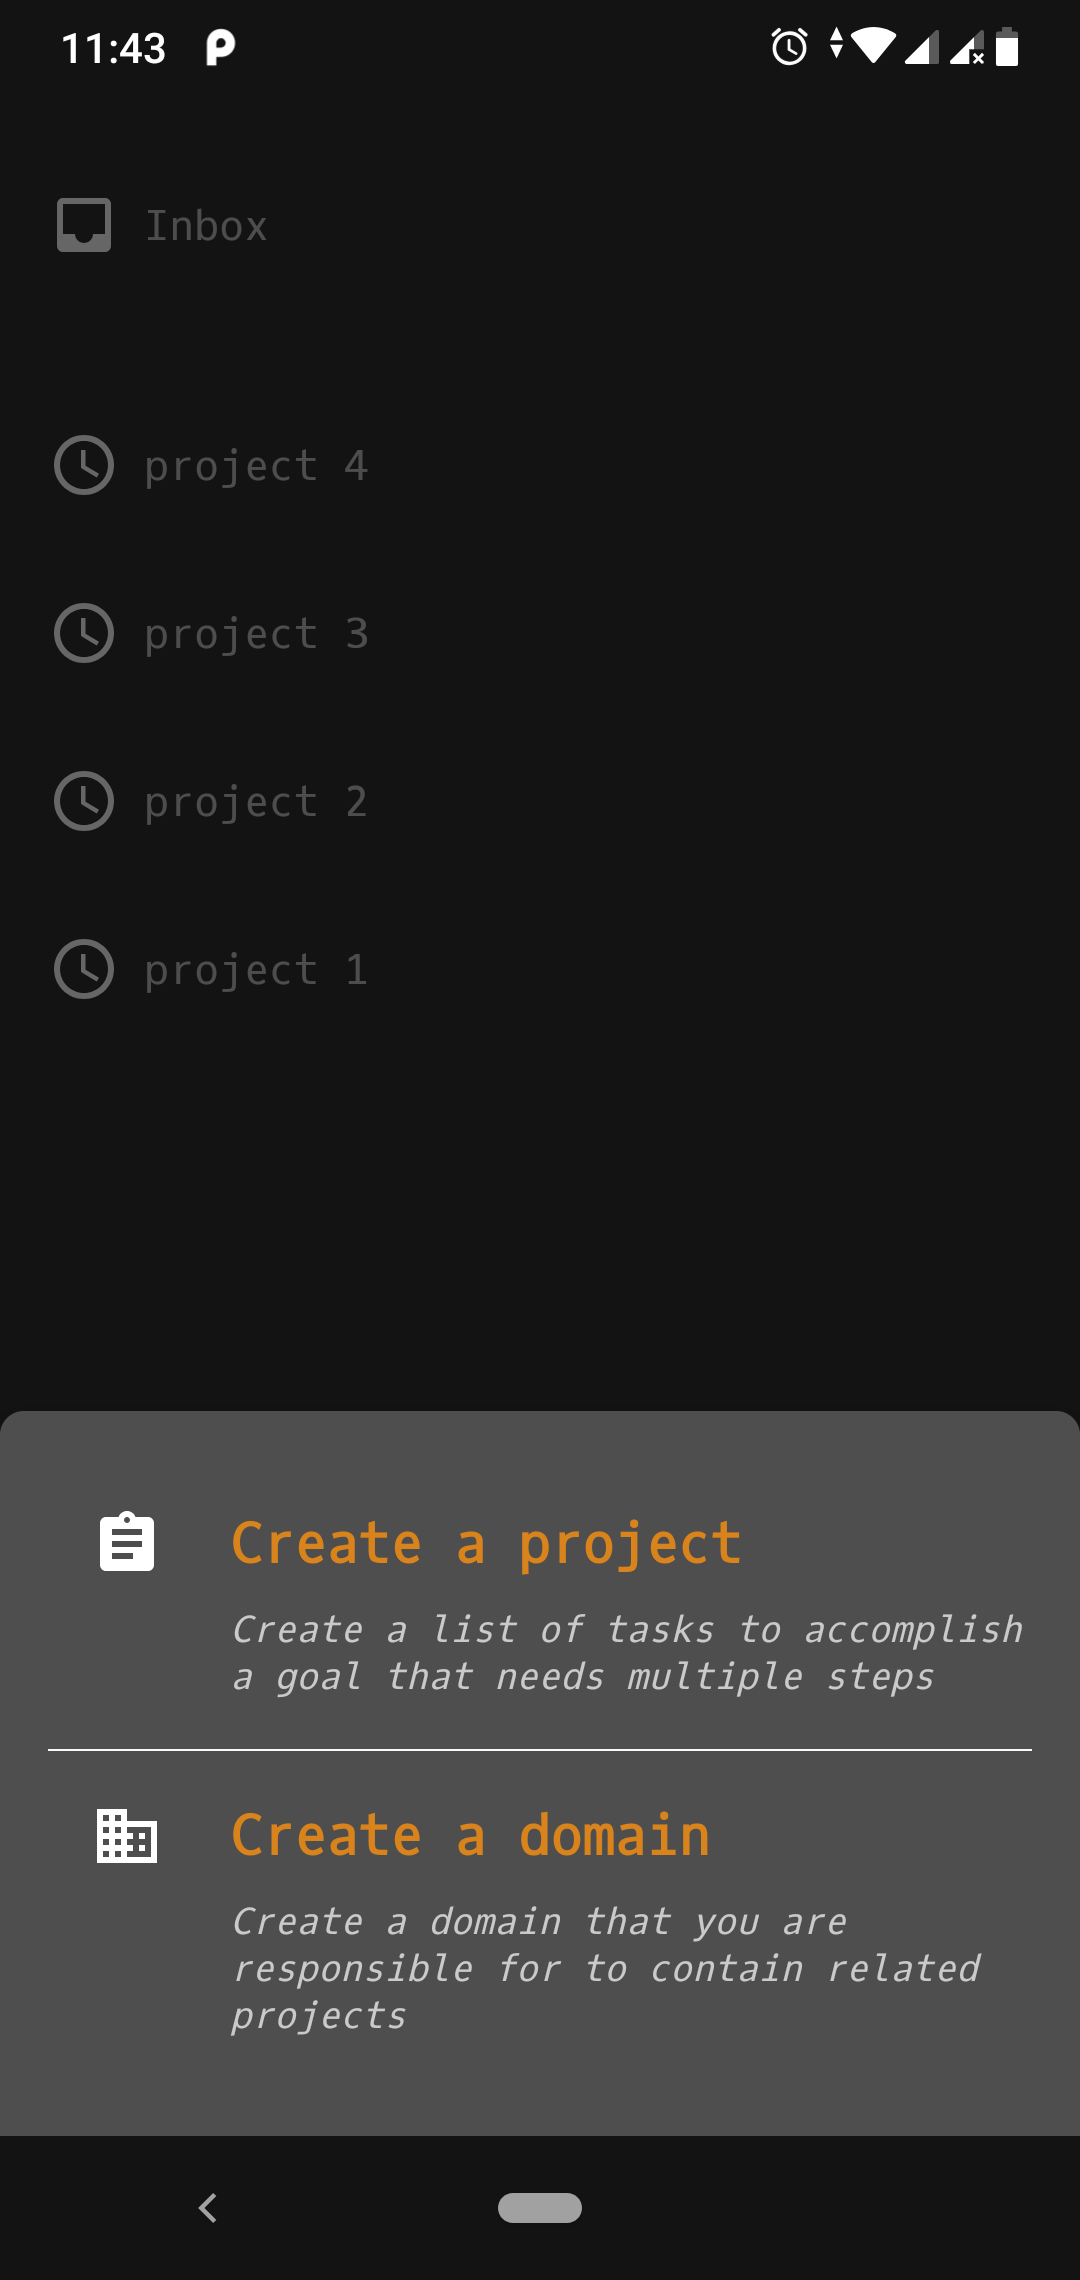 11:43
Inbox
project 4
project 3
project 2
project 1
Create a project
Create a list of tasks to accomplish
a goal that needs multiple steps
Create a domain
Create a domain that you are
responsible for to contain related
projects